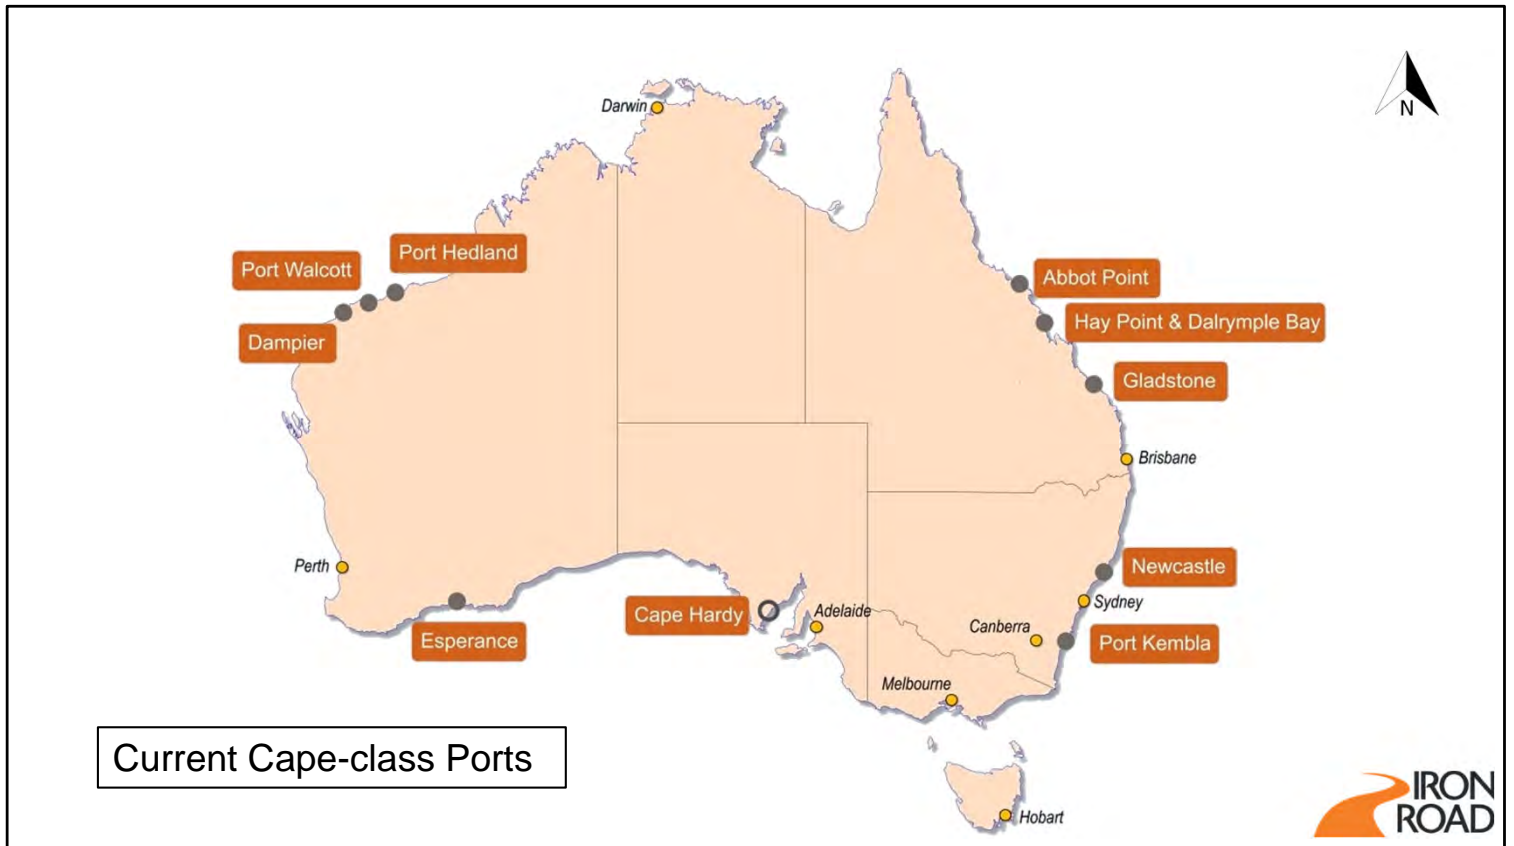 Darwin
N
Port Hedland
Port Walcott
Abbot Point
Hay Point & Dalrymple Bay
Dampier
Gladstone
Brisbane
Perth
Newcastle
Sydney
Cape Hardy
Adelaide
Canberra
Esperance
Port Kembla
Melbourne
Current Cape-class Ports
IRON
ROAD
Hobart